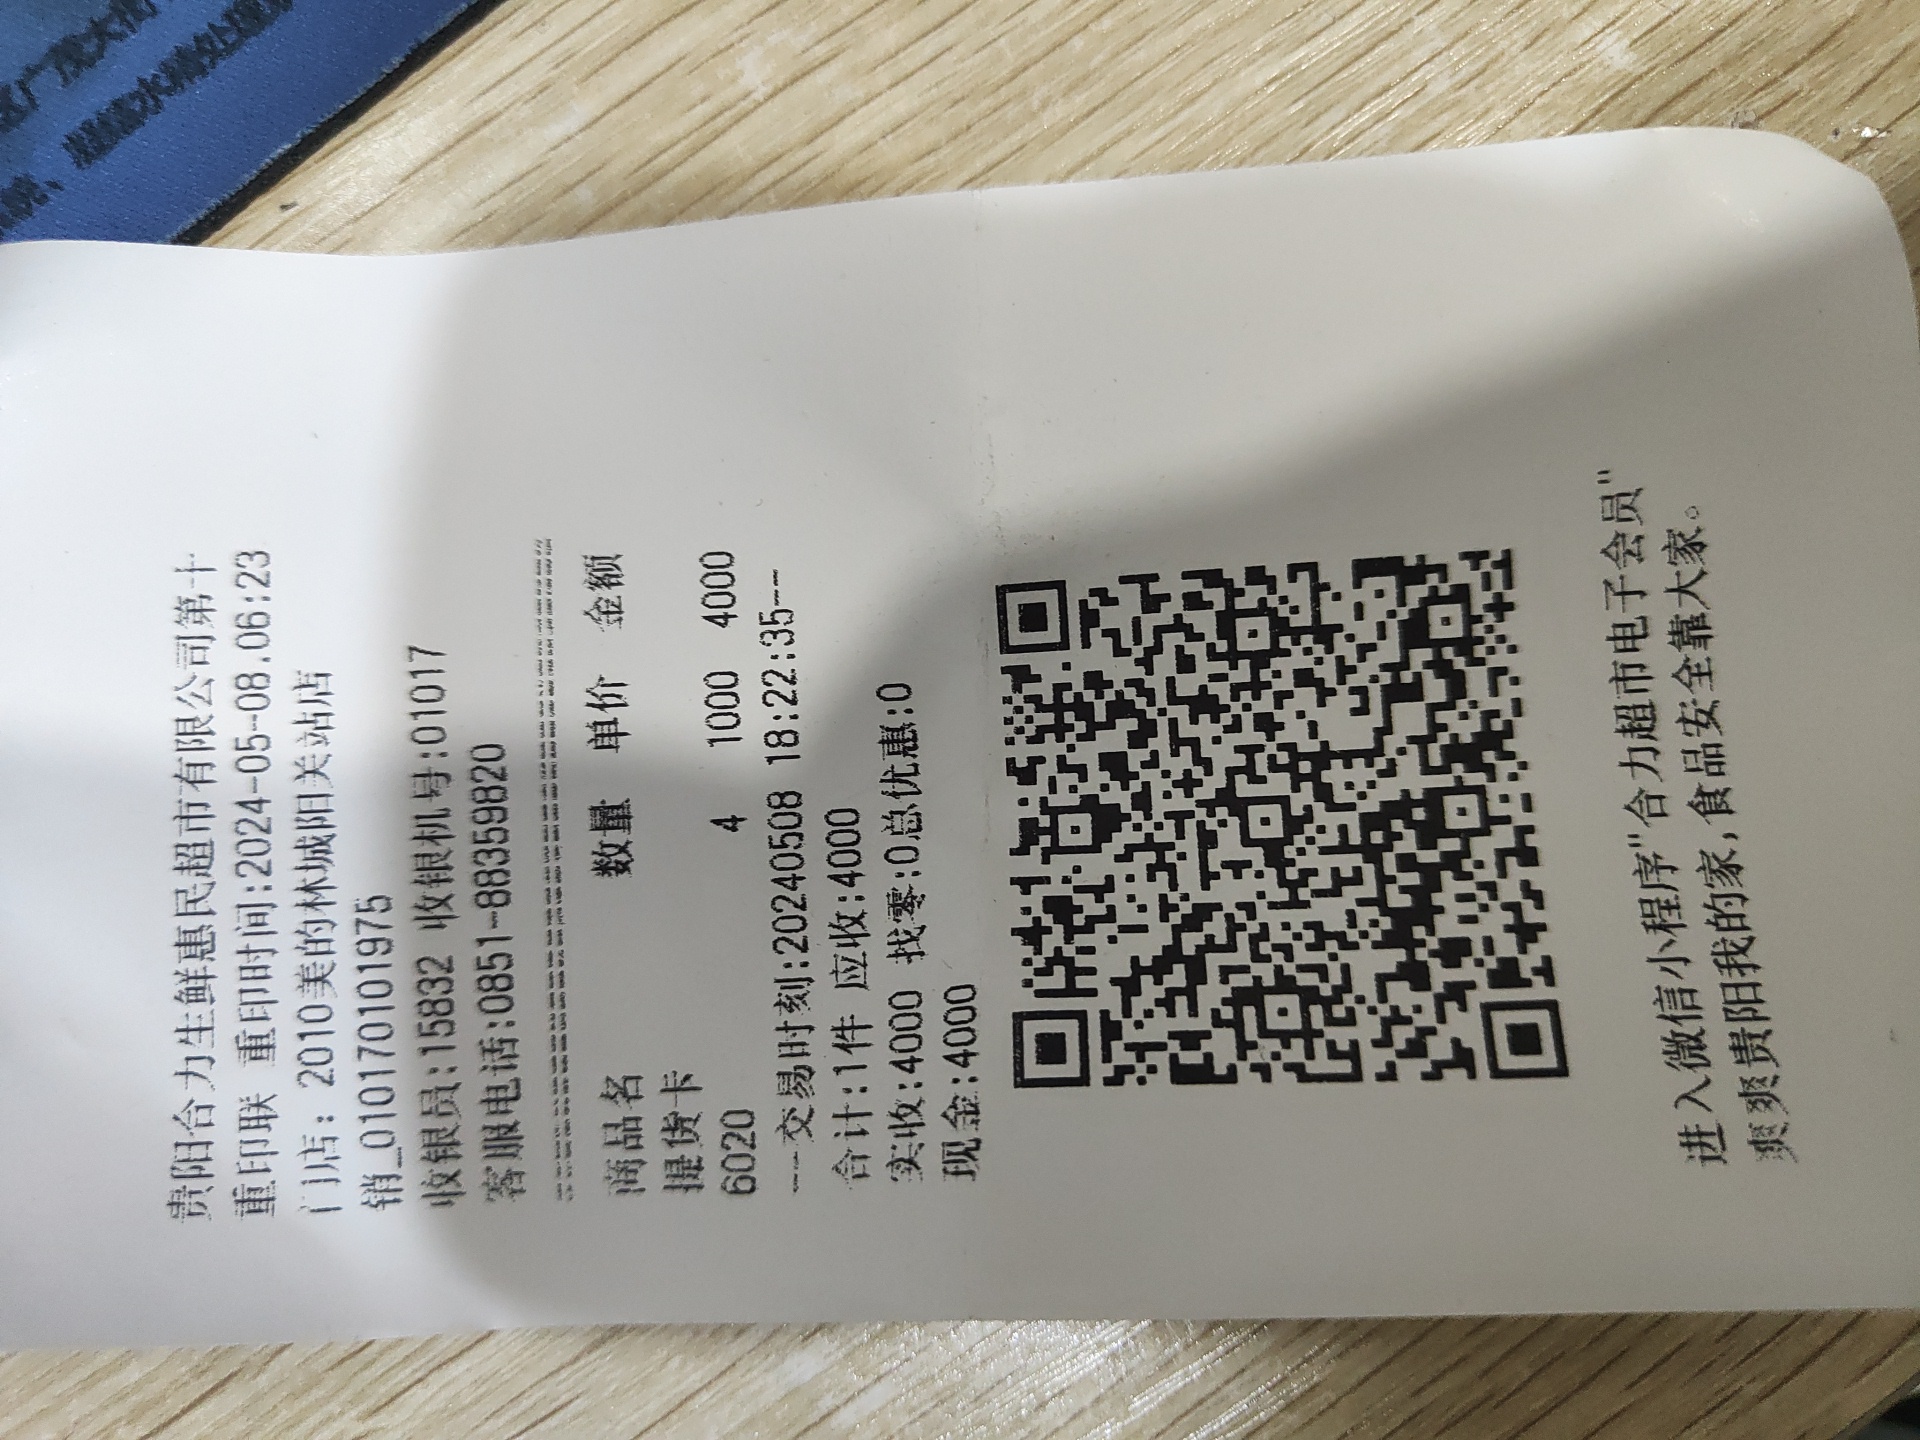 贵阳合力生鲜惠民超市有限公司第十
重印联 重印时间:2024-05-08.06:23
门店: 2010美的林城阳关站店
销_010170101975
收银员:15832 收银机号:01017
客服电话:0851-88359820
商品名 数量 单价 金额
提货卡
6020 4 1000 4000
---交易时刻:20240508 18:22:35--
合计:1件 应收:4000
实收:4000 找零:0总优惠:0
现金:4000
进入微信小程序"合力超市电子会员"
爽爽贵阳我的家,食品安全靠大家。